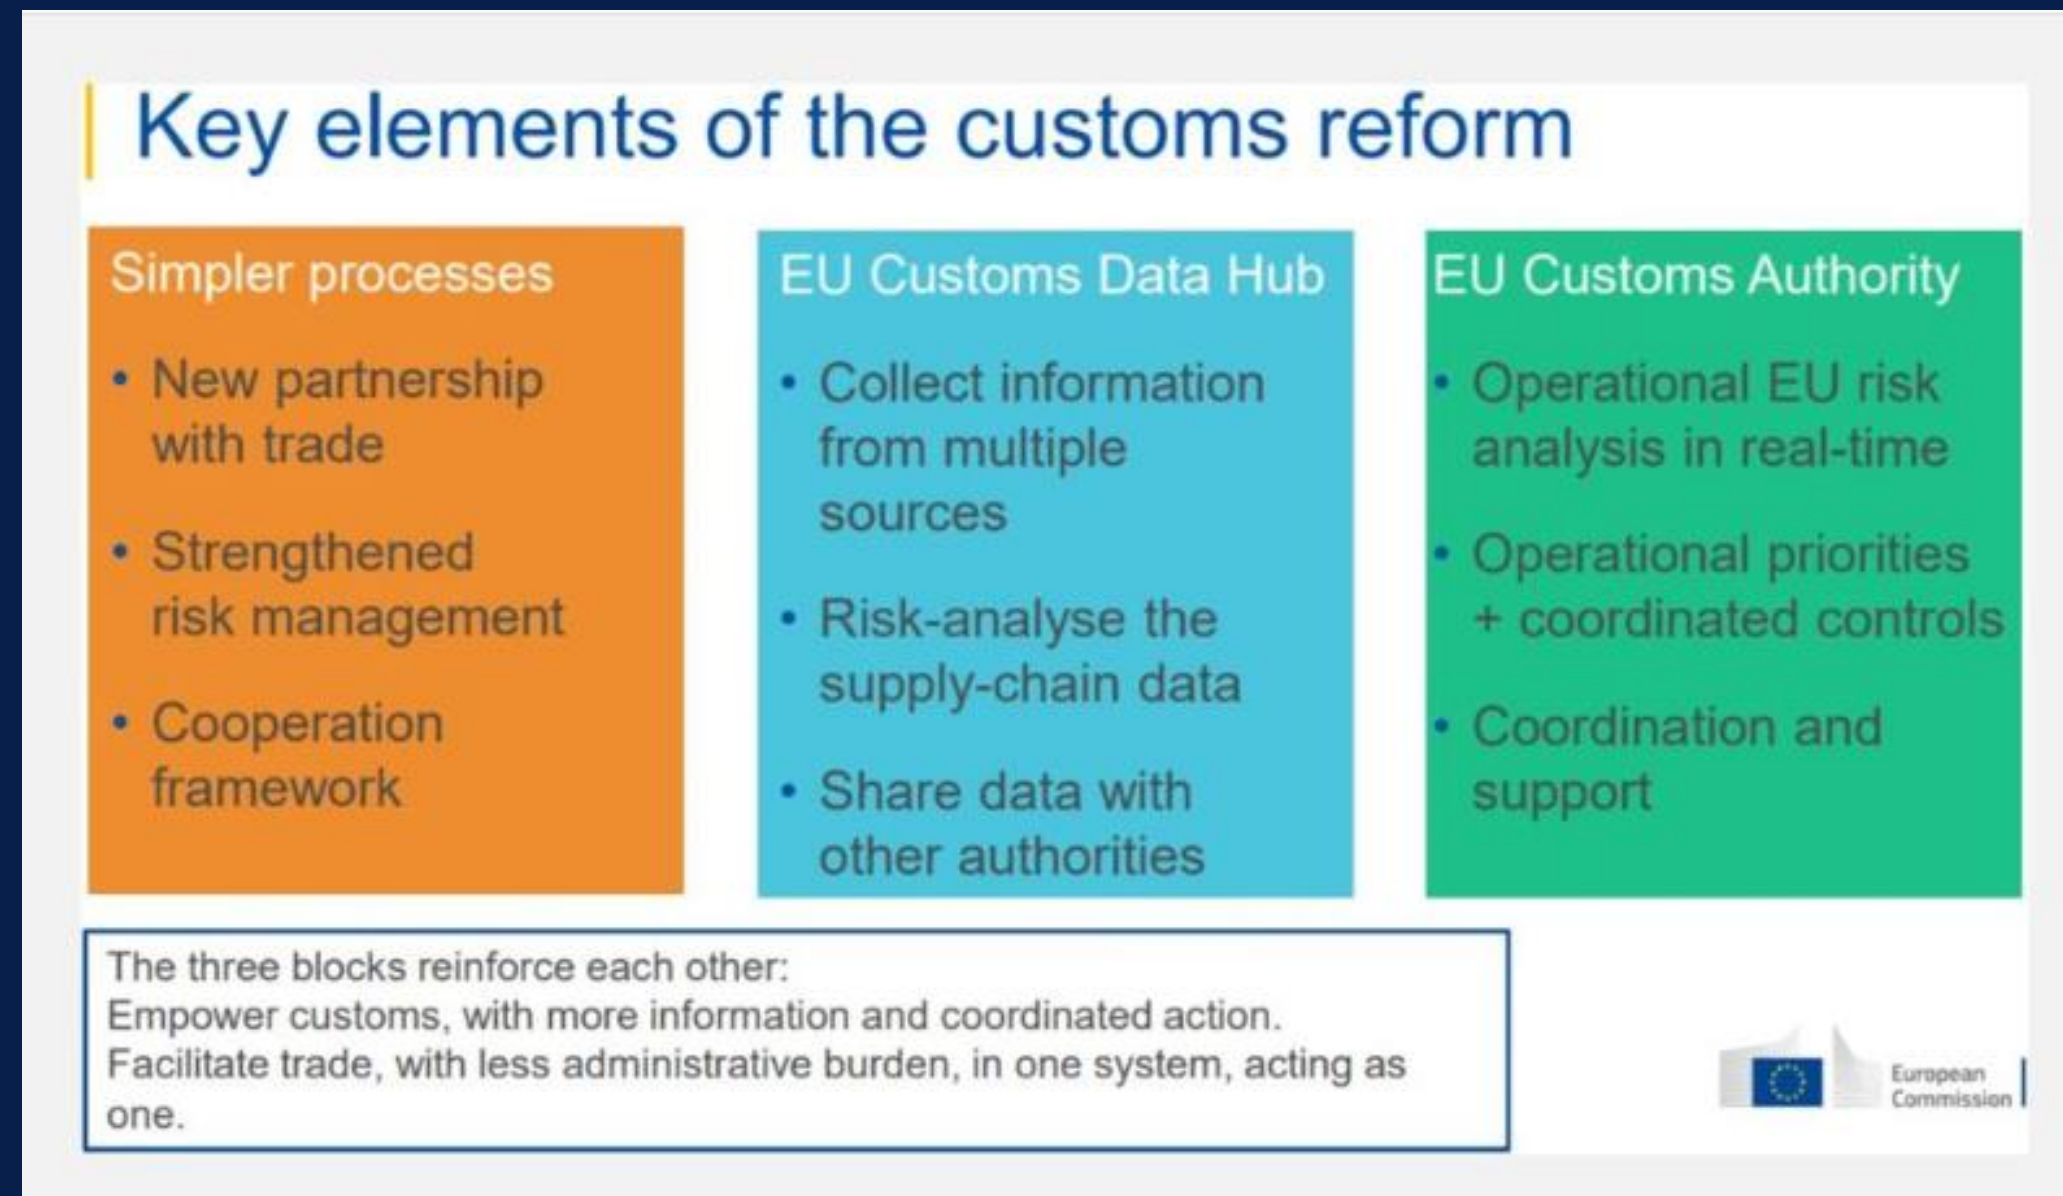 Key elements of the customs reform
Simpler processes
• New partnership
with trade
• Strengthened
risk management
• Cooperation
framework
EU Customs Data Hub
• Collect information
from multiple
sources
• Risk-analyse the
supply-chain data
• Share data with
other authorities
EU Customs Authority
• Operational EU risk
analysis in real-time
• Operational priorities
+ coordinated controls
• Coordination and
support
The three blocks reinforce each other:
Empower customs, with more information and coordinated action.
Facilitate trade, with less administrative burden, in one system, acting as
one.
European
Commission